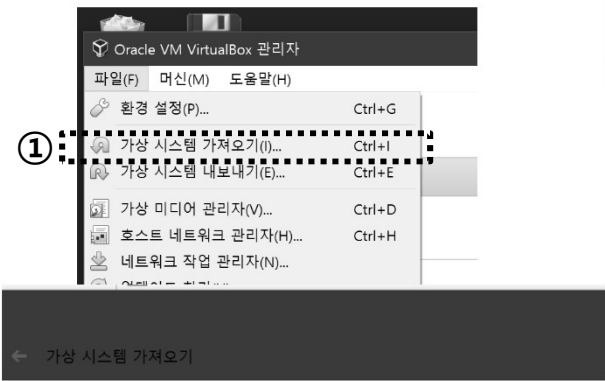 Oracle VM VirtualBox 관리자
파일(F) 머신(M) 도움말(H)
환경 설정(P)... Ctrl+G
① 가상 시스템 가져오기(I)... Ctrl+I
가상 시스템 내보내기(E)... Ctrl+E
가상 미디어 관리자(V)... Ctrl+D
호스트 네트워크 관리자(H)... Ctrl+H
네트워크 작업 관리자(N)...
← 가상 시스템 가져오기